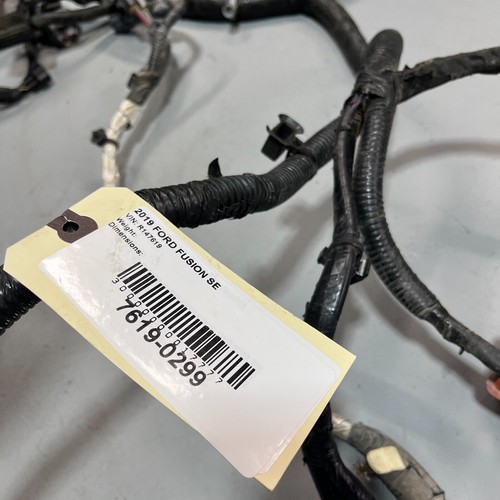 2019 FORD FUSION SE
VIN: R147619
Weight:
Dimensions:
7619-0299